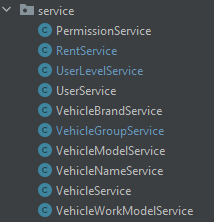 service
PermissionService
RentService
UserLevelService
UserService
VehicleBrandService
VehicleGroupService
VehicleModelService
VehicleNameService
VehicleService
VehicleWorkModelService